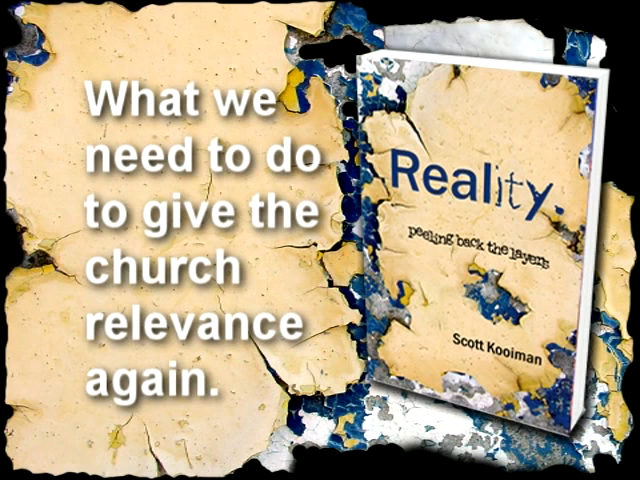 What we
need to do
to give the
church
relevance
again.
Reality.
peeling back the layers
Scott Kooiman